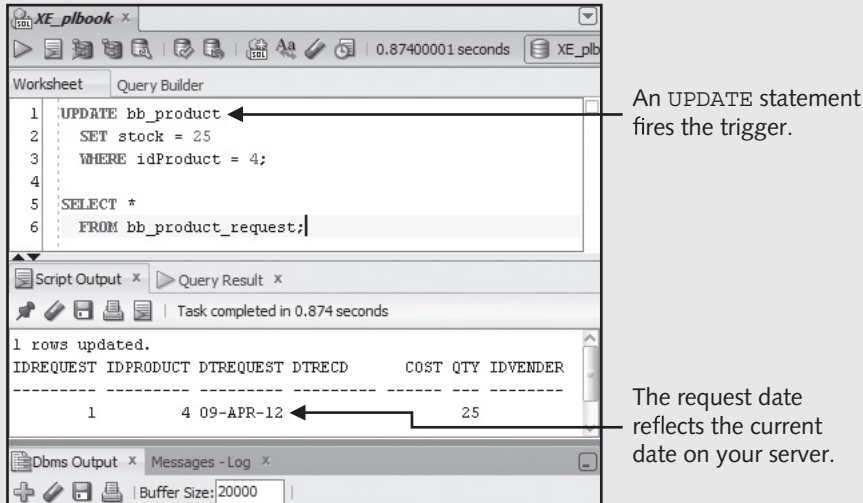 XE_plbook x
0.87400001 seconds XE_plb
Worksheet Query Builder
1 UPDATE bb_product
2 SET stock = 25
3 WHERE idProduct = 4;
4
5 SELECT *
6 FROM bb_product_request;
An UPDATE statement
fires the trigger.
Script Output x Query Result x
Task completed in 0.874 seconds
1 rows updated.
IDREQUEST IDPRODUCT DTREQUEST DTRECD COST QTY IDVENDER
--------- --------- --------- --------- ------ --- --------
1 4 09-APR-12 25
The request date
reflects the current
date on your server.
Dbms Output x Messages - Log x
Buffer Size: 20000